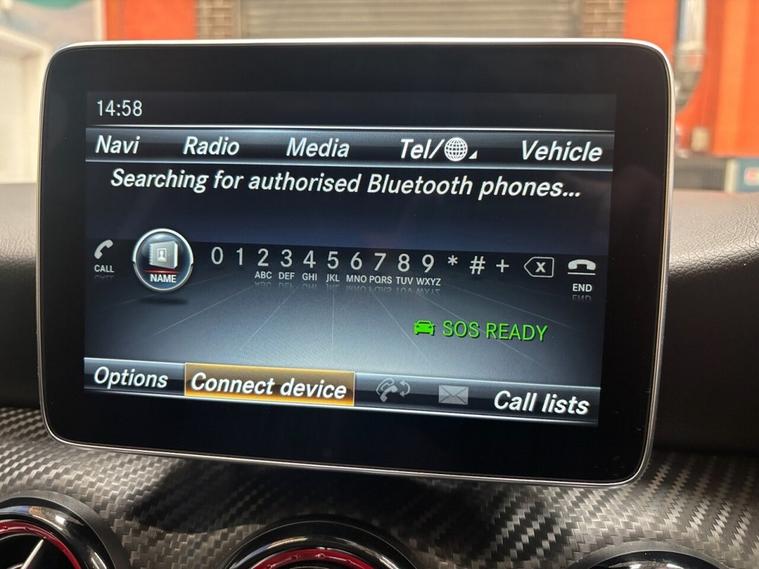 14:58
Navi Radio Media Tel/ Vehicle
Searching for authorised Bluetooth phones...
CALL NAME 0 1 2 3 4 5 6 7 8 9 * # + x END
ABC DEF GHI JKL MNO PQRS TUV WXYZ
SOS READY
Options Connect device Call lists